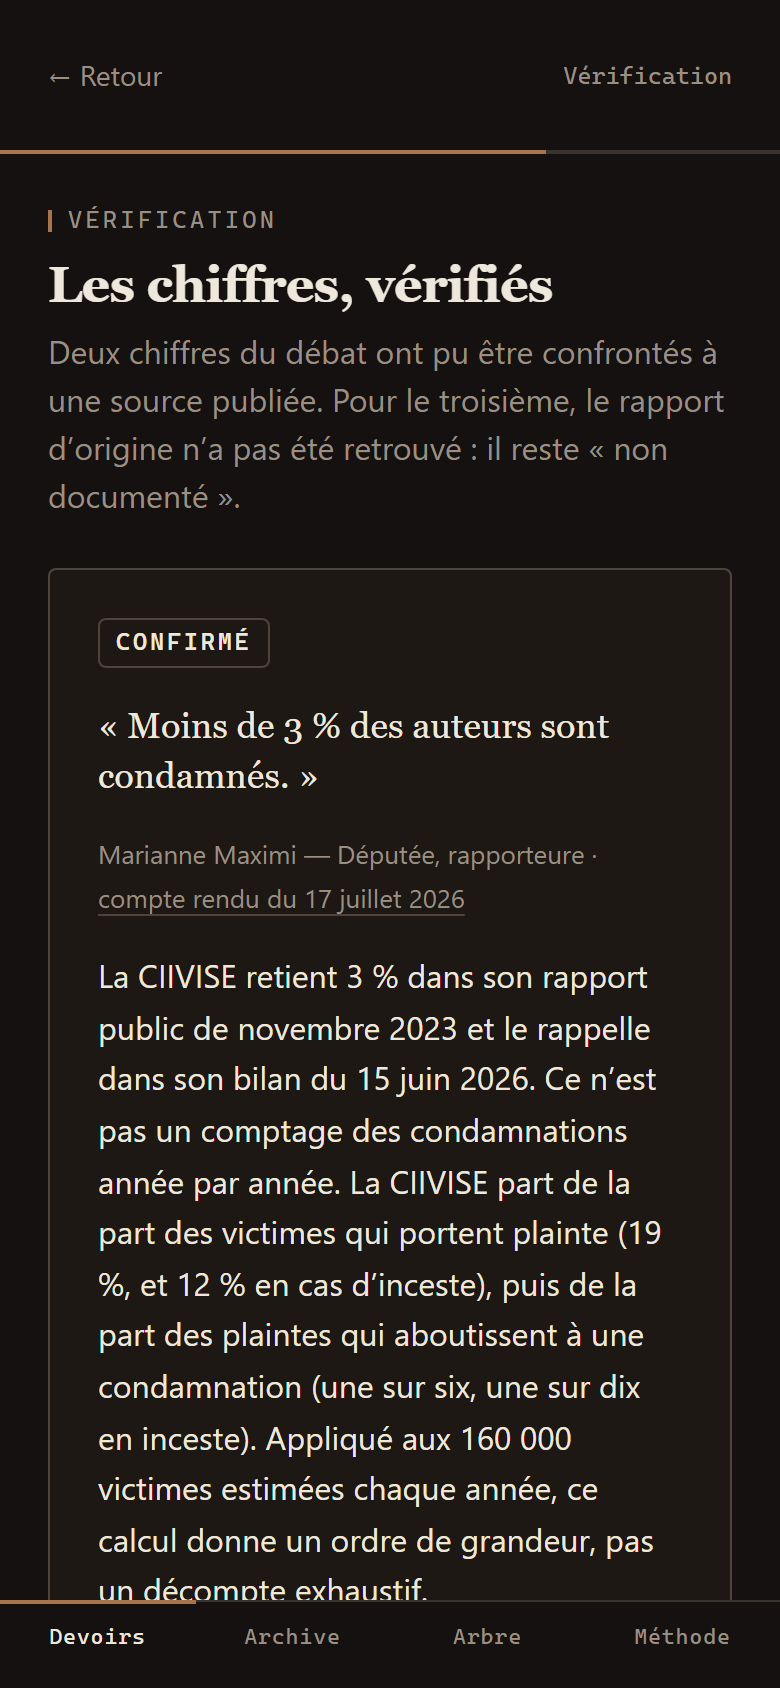 ← Retour
Vérification
VÉRIFICATION
Les chiffres, vérifiés
Deux chiffres du débat ont pu être confrontés à
une source publiée. Pour le troisième, le rapport
d’origine n’a pas été retrouvé : il reste « non
documenté ».
CONFIRMÉ
« Moins de 3 % des auteurs sont
condamnés. »
Marianne Maximi — Députée, rapporteure ·
compte rendu du 17 juillet 2026
La CIIVISE retient 3 % dans son rapport
public de novembre 2023 et le rappelle
dans son bilan du 15 juin 2026. Ce n’est
pas un comptage des condamnations
année par année. La CIIVISE part de la
part des victimes qui portent plainte (19
%, et 12 % en cas d’inceste), puis de la
part des plaintes qui aboutissent à une
condamnation (une sur six, une sur dix
en inceste). Appliqué aux 160 000
victimes estimées chaque année, ce
calcul donne un ordre de grandeur, pas
un décompte exhaustif.
Devoirs
Archive
Arbre
Méthode